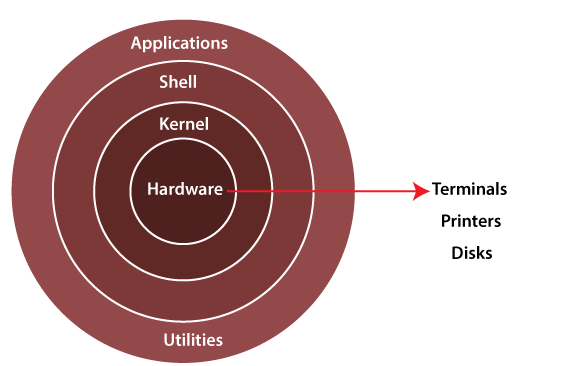 Applications
Shell
Kernel
Hardware
Terminals
Printers
Disks
Utilities